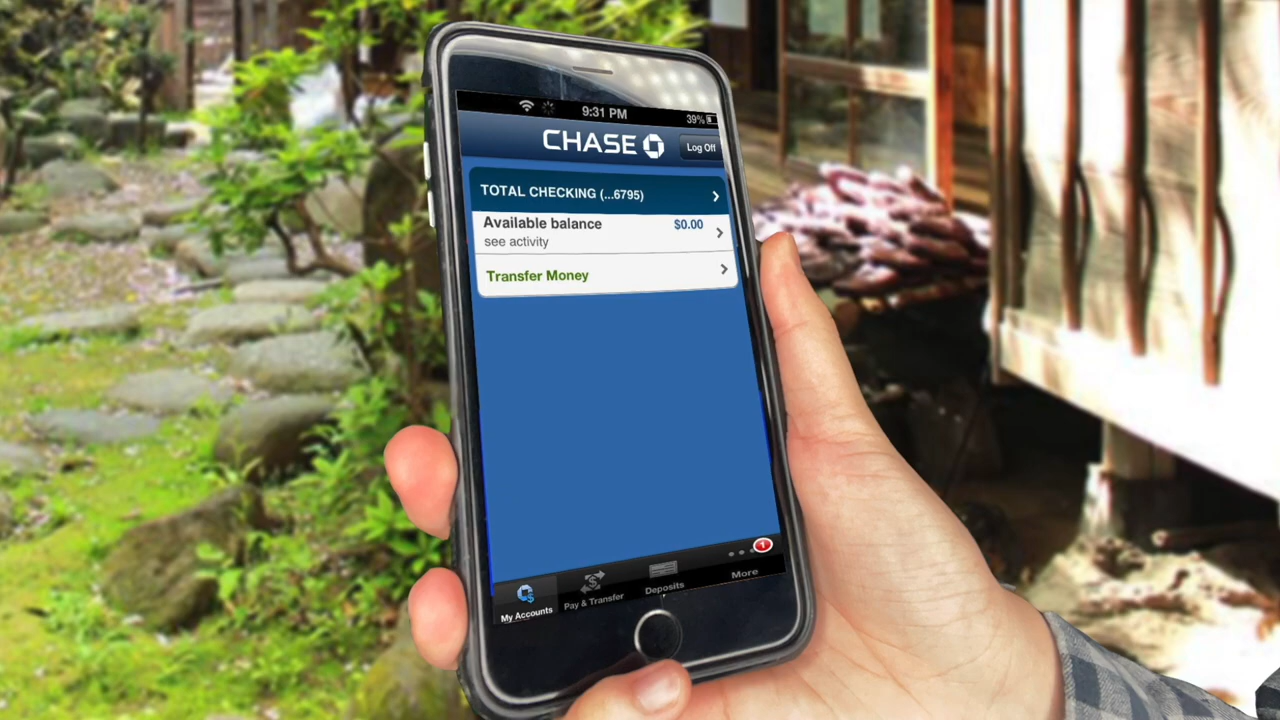 9:31 PM 39%
CHASE Log Off
TOTAL CHECKING (...6795)
Available balance $0.00
see activity
Transfer Money
1
My Accounts Pay & Transfer Deposits More